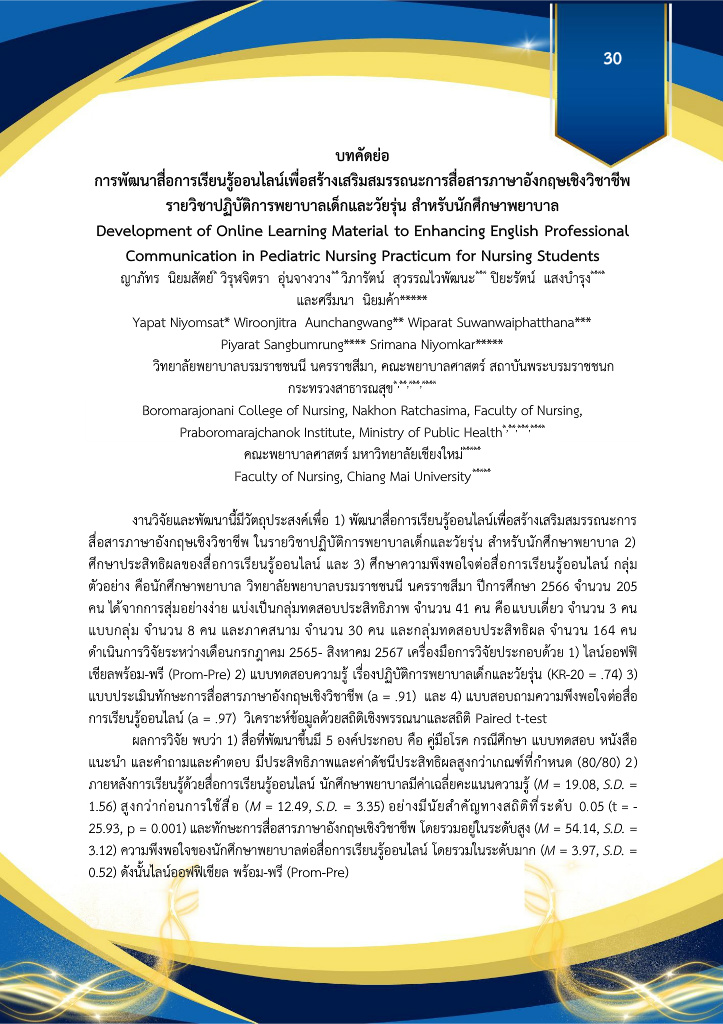 30
บทคัดย่อ
การพัฒนาสื่อการเรียนรู้ออนไลน์เพื่อสร้างเสริมสมรรถนะการสื่อสารภาษาอังกฤษเชิงวิชาชีพ
รายวิชาปฏิบัติการพยาบาลเด็กและวัยรุ่น สำหรับนักศึกษาพยาบาล
Development of Online Learning Material to Enhancing English Professional
Communication in Pediatric Nursing Practicum for Nursing Students
ญาภัทร นิยมสัตย์* วิรุฬจิตรา อุ่นจางวาง** วิภารัตน์ สุวรรณไวพัฒนะ*** ปิยะรัตน์ แสงบำรุง****
และศรีมนา นิยมค้า*****
Yapat Niyomsat* Wiroonjitra Aunchangwang** Wiparat Suwanwaiphatthana***
Piyarat Sangbumrung**** Srimana Niyomkar*****
วิทยาลัยพยาบาลบรมราชชนนี นครราชสีมา, คณะพยาบาลศาสตร์ สถาบันพระบรมราชชนก
กระทรวงสาธารณสุข*,**,***,****
Boromarajonani College of Nursing, Nakhon Ratchasima, Faculty of Nursing,
Praboromarajchanok Institute, Ministry of Public Health*,**,***,****
คณะพยาบาลศาสตร์ มหาวิทยาลัยเชียงใหม่*****
Faculty of Nursing, Chiang Mai University*****
งานวิจัยและพัฒนานี้มีวัตถุประสงค์เพื่อ 1) พัฒนาสื่อการเรียนรู้ออนไลน์เพื่อสร้างเสริมสมรรถนะการ
สื่อสารภาษาอังกฤษเชิงวิชาชีพ ในรายวิชาปฏิบัติการพยาบาลเด็กและวัยรุ่น สำหรับนักศึกษาพยาบาล 2)
ศึกษาประสิทธิผลของสื่อการเรียนรู้ออนไลน์ และ 3) ศึกษาความพึงพอใจต่อสื่อการเรียนรู้ออนไลน์ กลุ่ม
ตัวอย่าง คือนักศึกษาพยาบาล วิทยาลัยพยาบาลบรมราชชนนี นครราชสีมา ปีการศึกษา 2566 จำนวน 205
คน ได้จากการสุ่มอย่างง่าย แบ่งเป็นกลุ่มทดสอบประสิทธิภาพ จำนวน 41 คน คือแบบเดี่ยว จำนวน 3 คน
แบบกลุ่ม จำนวน 8 คน และภาคสนาม จำนวน 30 คน และกลุ่มทดสอบประสิทธิผล จำนวน 164 คน
ดำเนินการวิจัยระหว่างเดือนกรกฎาคม 2565- สิงหาคม 2567 เครื่องมือการวิจัยประกอบด้วย 1) ไลน์ออฟฟิ
เชียลพร้อม-พรี (Prom-Pre) 2) แบบทดสอบความรู้ เรื่องปฏิบัติการพยาบาลเด็กและวัยรุ่น (KR-20 = .74) 3)
แบบประเมินทักษะการสื่อสารภาษาอังกฤษเชิงวิชาชีพ (a = .91) และ 4) แบบสอบถามความพึงพอใจต่อสื่อ
การเรียนรู้ออนไลน์ (a = .97) วิเคราะห์ข้อมูลด้วยสถิติเชิงพรรณนาและสถิติ Paired t-test
ผลการวิจัย พบว่า 1) สื่อที่พัฒนาขึ้นมี 5 องค์ประกอบ คือ คู่มือโรค กรณีศึกษา แบบทดสอบ หนังสือ
แนะนำ และคำถามและคำตอบ มีประสิทธิภาพและค่าดัชนีประสิทธิผลสูงกว่าเกณฑ์ที่กำหนด (80/80) 2)
ภายหลังการเรียนรู้ด้วยสื่อการเรียนรู้ออนไลน์ นักศึกษาพยาบาลมีค่าเฉลี่ยคะแนนความรู้ (M = 19.08, S.D. =
1.56) สูงกว่าก่อนการใช้สื่อ (M = 12.49, S.D. = 3.35) อย่างมีนัยสำคัญทางสถิติที่ระดับ 0.05 (t = -
25.93, p = 0.001) และทักษะการสื่อสารภาษาอังกฤษเชิงวิชาชีพ โดยรวมอยู่ในระดับสูง (M = 54.14, S.D. =
3.12) ความพึงพอใจของนักศึกษาพยาบาลต่อสื่อการเรียนรู้ออนไลน์ โดยรวมในระดับมาก (M = 3.97, S.D. =
0.52) ดังนั้นไลน์ออฟฟิเชียล พร้อม-พรี (Prom-Pre)